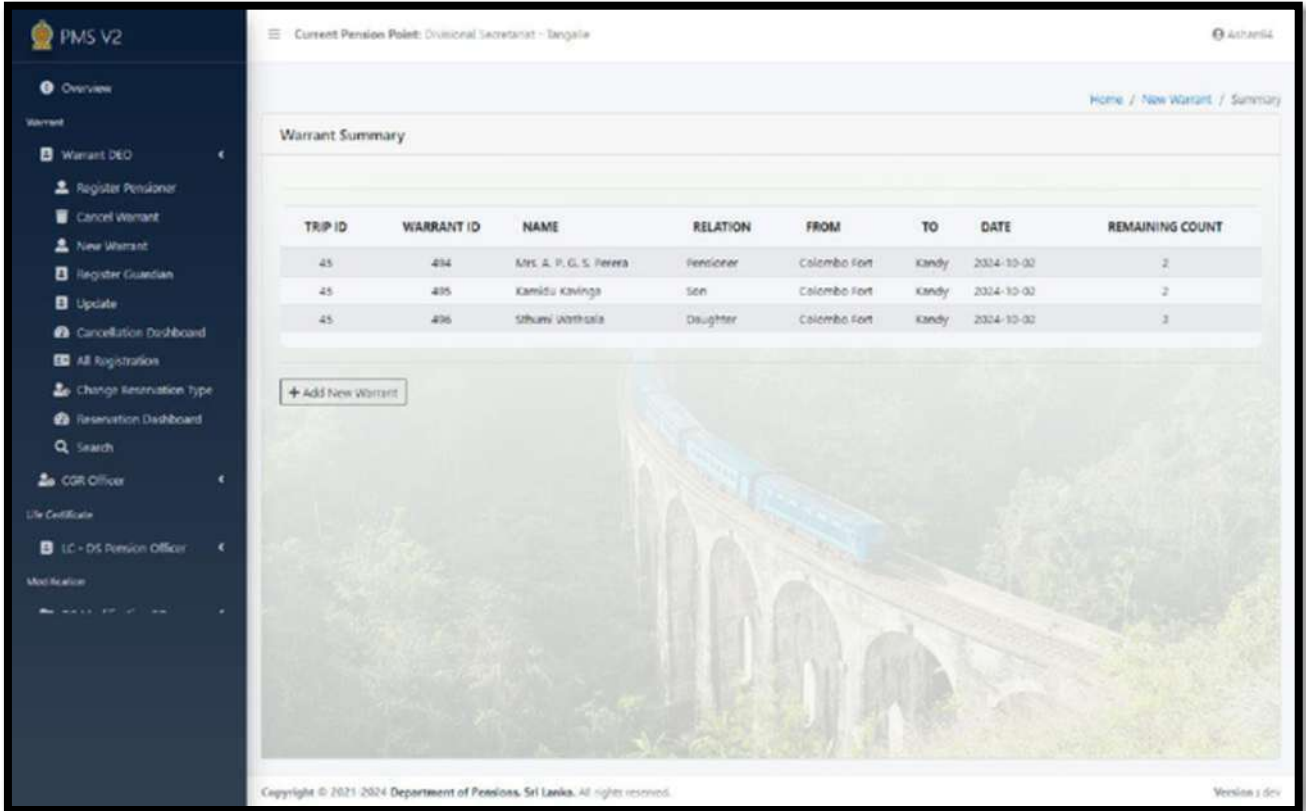 PMS V2
Current Pension Point: Divisional Secretariat - Tangalle
Overview
Home / New Warrant / Summary
Warrant
Warrant Summary
Warrant DEO
Register Pensioner
Cancel Warrant
New Warrant
Register Guardian
Update
Cancellation Dashboard
All Registration
Change Reservation Type
Reservation Dashboard
Search
CGR Officer
Life Certificate
LC - DS Pension Officer
Modification
TRIP ID WARRANT ID NAME RELATION FROM TO DATE REMAINING COUNT
45 494 Mrs. A. P. G. S. Perera Pensioner Colombo Fort Kandy 2024-10-02 2
45 495 Kamidu Kavinga Son Colombo Fort Kandy 2024-10-02 2
45 496 Daughter Colombo Fort Kandy 2024-10-02
+ Add New Warrant
Copyright © 2021-2024 Department of Pensions, Sri Lanka. All rights reserved.
Version : dev